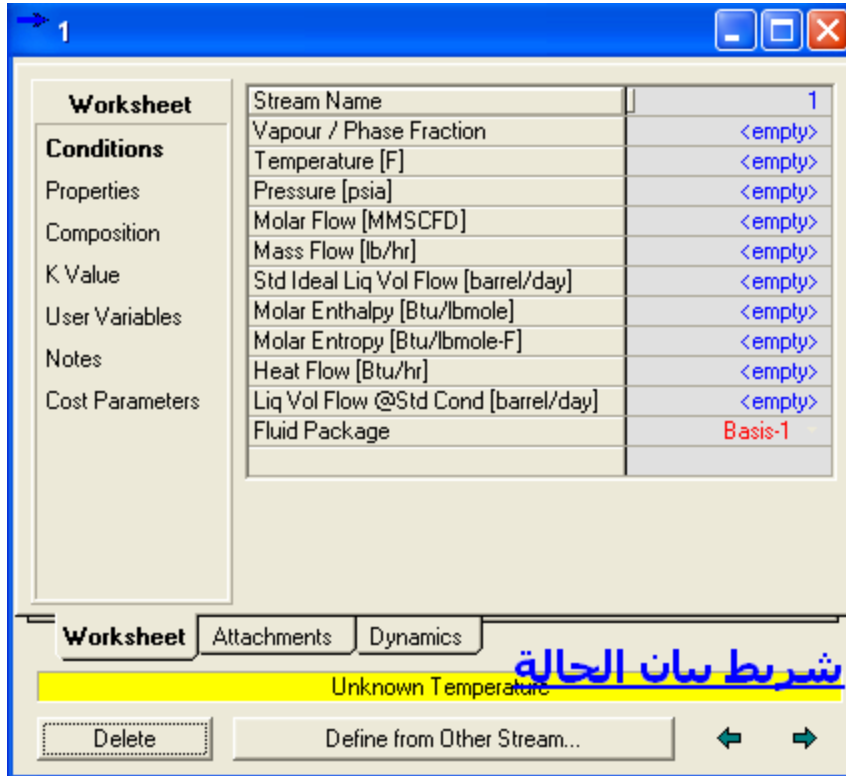 1
Worksheet
Conditions
Properties
Composition
K Value
User Variables
Notes
Cost Parameters
Stream Name 1
Vapour / Phase Fraction <empty>
Temperature [F] <empty>
Pressure [psia] <empty>
Molar Flow [MMSCFD] <empty>
Mass Flow [lb/hr] <empty>
Std Ideal Liq Vol Flow [barrel/day] <empty>
Molar Enthalpy [Btu/lbmole] <empty>
Molar Entropy [Btu/lbmole-F] <empty>
Heat Flow [Btu/hr] <empty>
Liq Vol Flow @Std Cond [barrel/day] <empty>
Fluid Package Basis-1
Worksheet Attachments Dynamics
شريط بيان الحالة
Unknown Temperature
Delete Define from Other Stream...